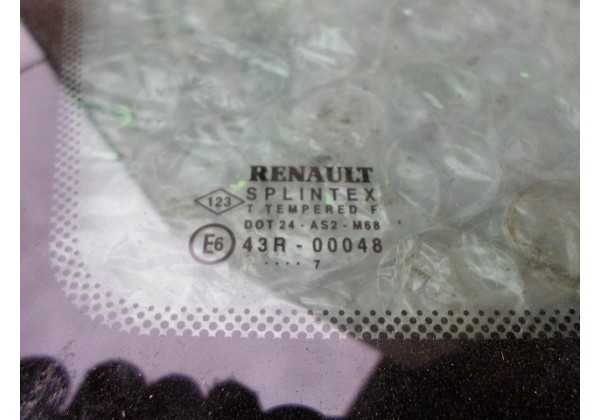 RENAULT
123 SPLINTEX
T TEMPERED F
DOT 24 - AS2 - M68
E6 43R - 00048
.... 7